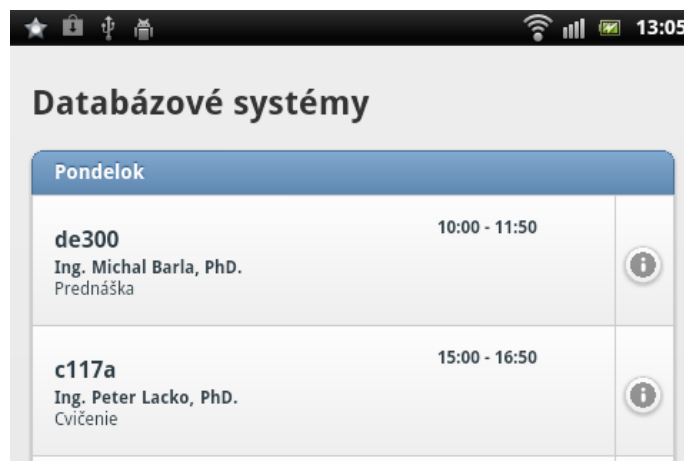 13:05
Databázové systémy
Pondelok
de300
10:00 - 11:50
Ing. Michal Barla, PhD.
Prednáška
c117a
15:00 - 16:50
Ing. Peter Lacko, PhD.
Cvičenie